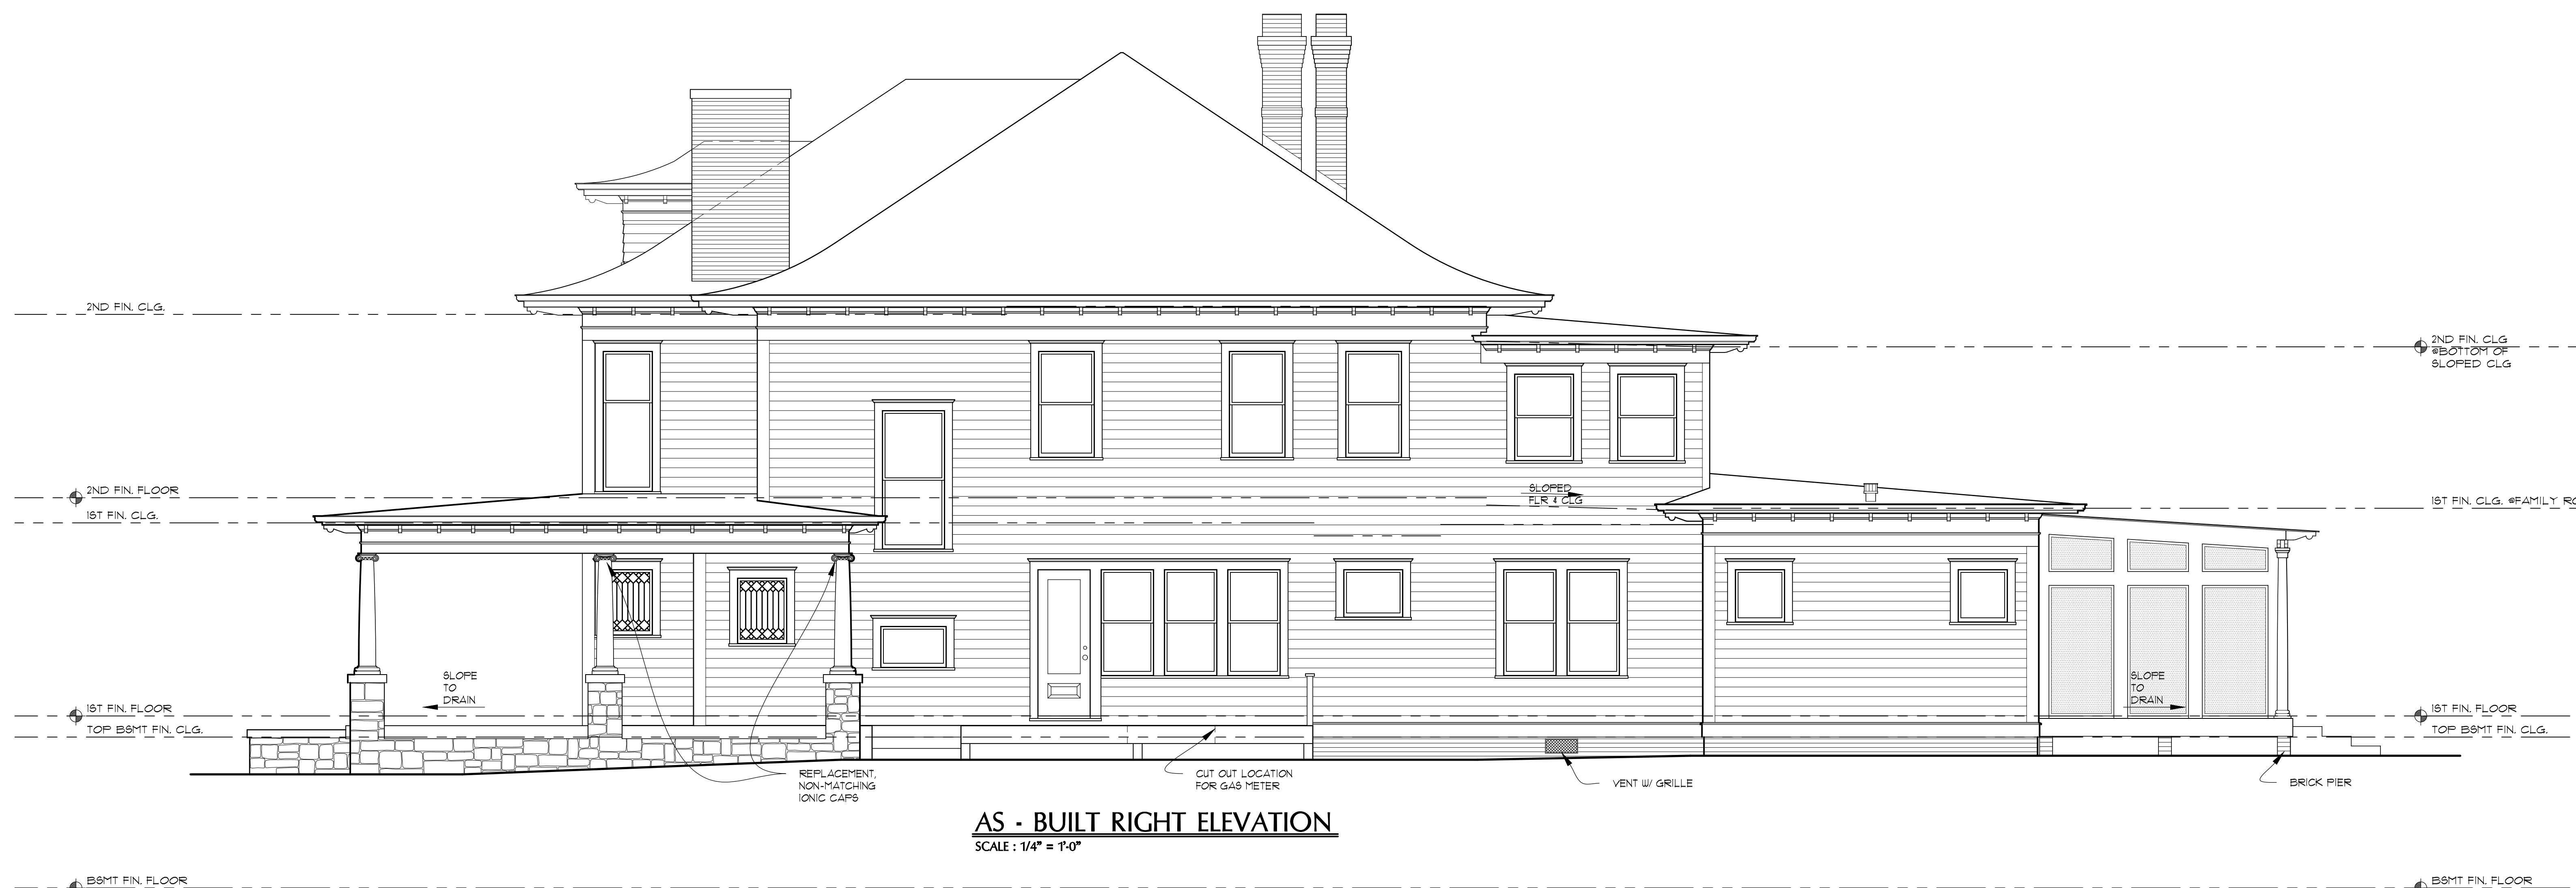 2ND FIN. CLG.
2ND FIN. CLG
@BOTTOM OF
SLOPED CLG
2ND FIN. FLOOR
1ST FIN. CLG.
SLOPED
FLR & CLG
1ST FIN. CLG. @FAMILY RO
SLOPE
TO
DRAIN
SLOPE
TO
DRAIN
1ST FIN. FLOOR
TOP BSMT FIN. CLG.
1ST FIN. FLOOR
TOP BSMT FIN. CLG.
REPLACEMENT,
NON-MATCHING
IONIC CAPS
CUT OUT LOCATION
FOR GAS METER
VENT W/ GRILLE
BRICK PIER
AS - BUILT RIGHT ELEVATION
SCALE : 1/4" = 1'-0"
BSMT FIN. FLOOR
BSMT FIN. FLOOR